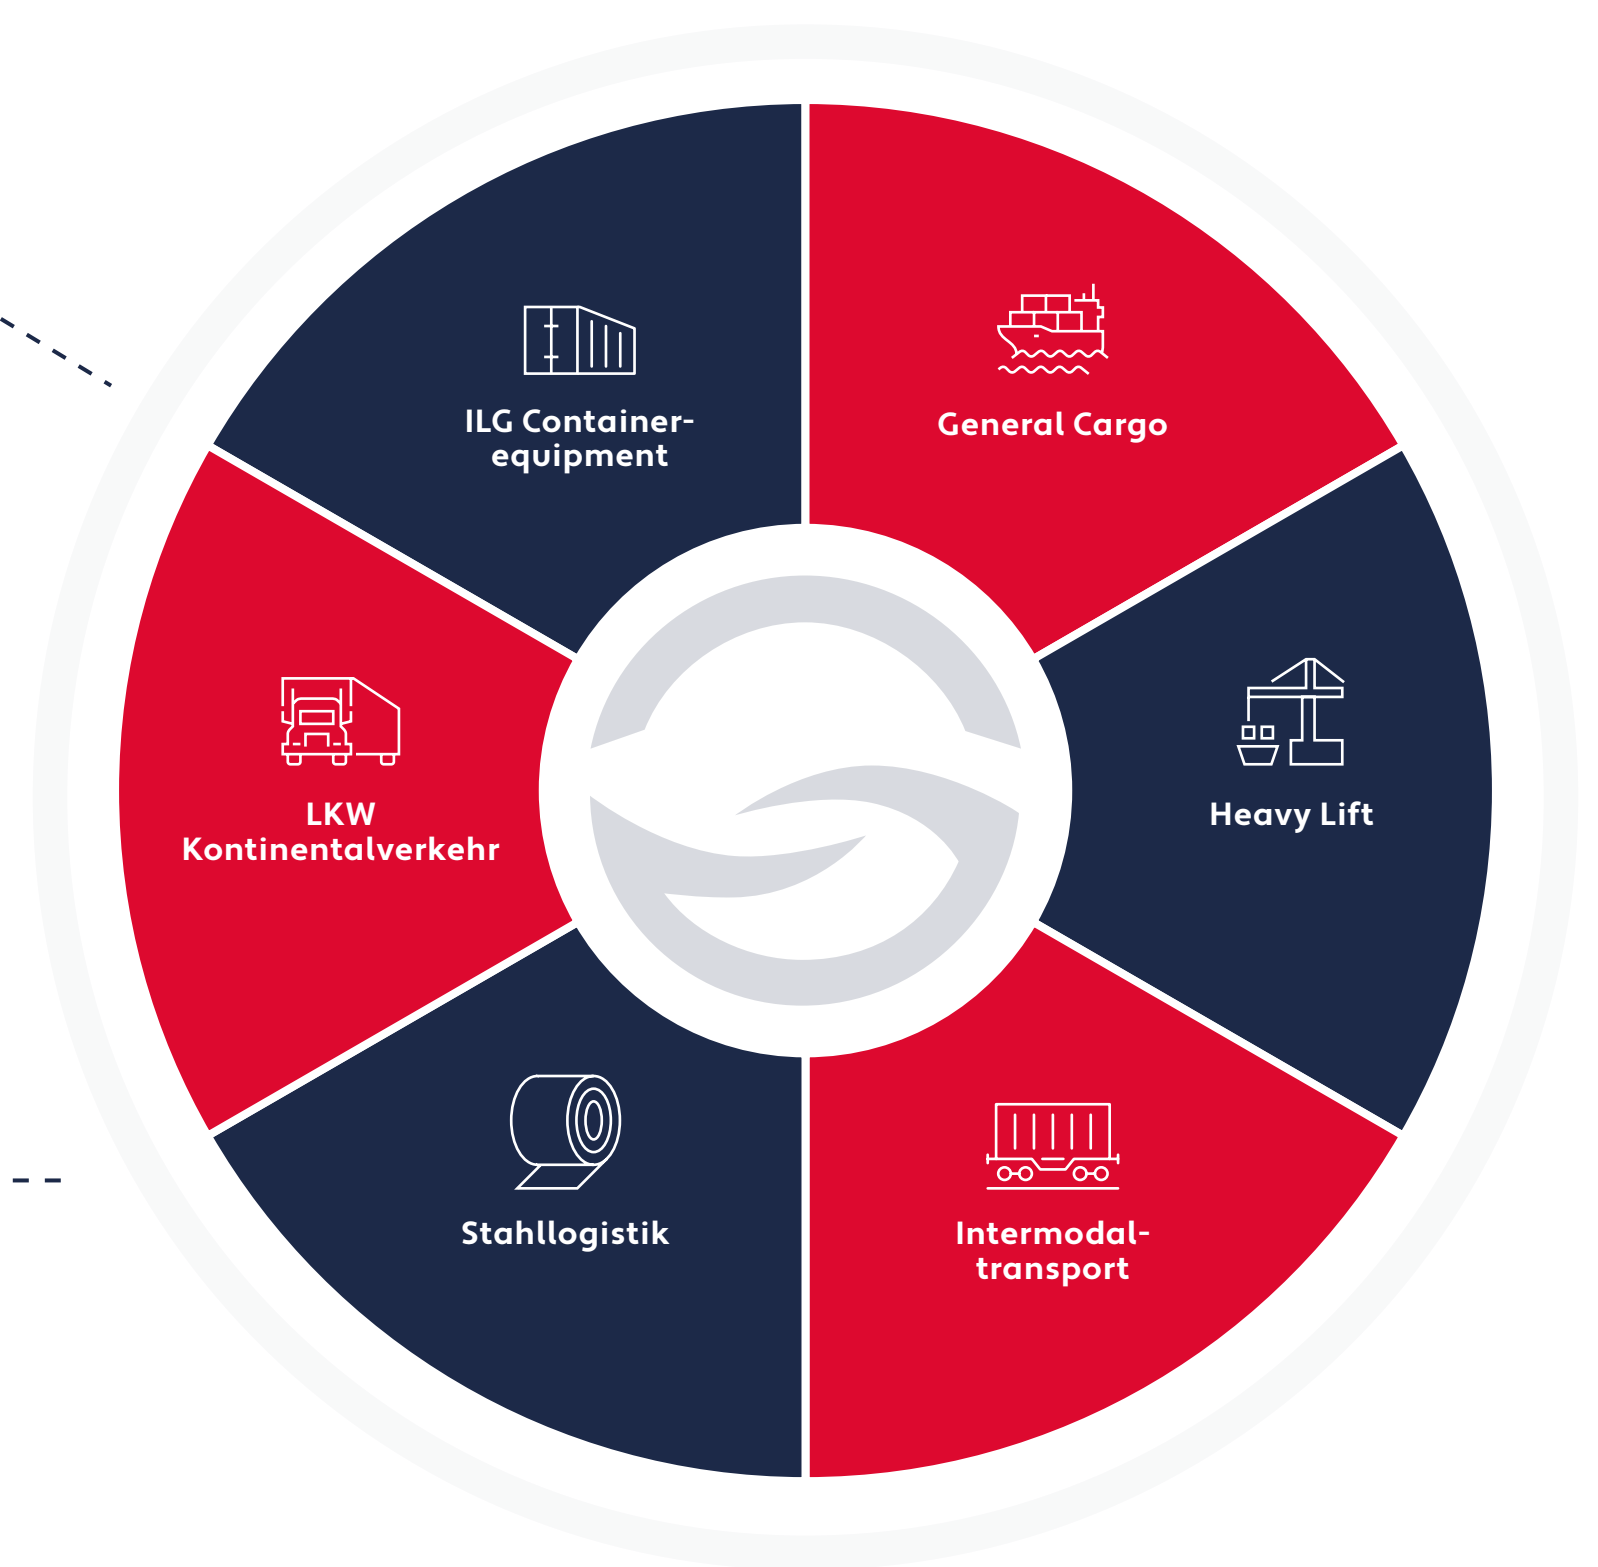 ILG Container-
equipment
General Cargo
LKW
Kontinentalverkehr
Heavy Lift
Stahllogistik
Intermodal-
transport